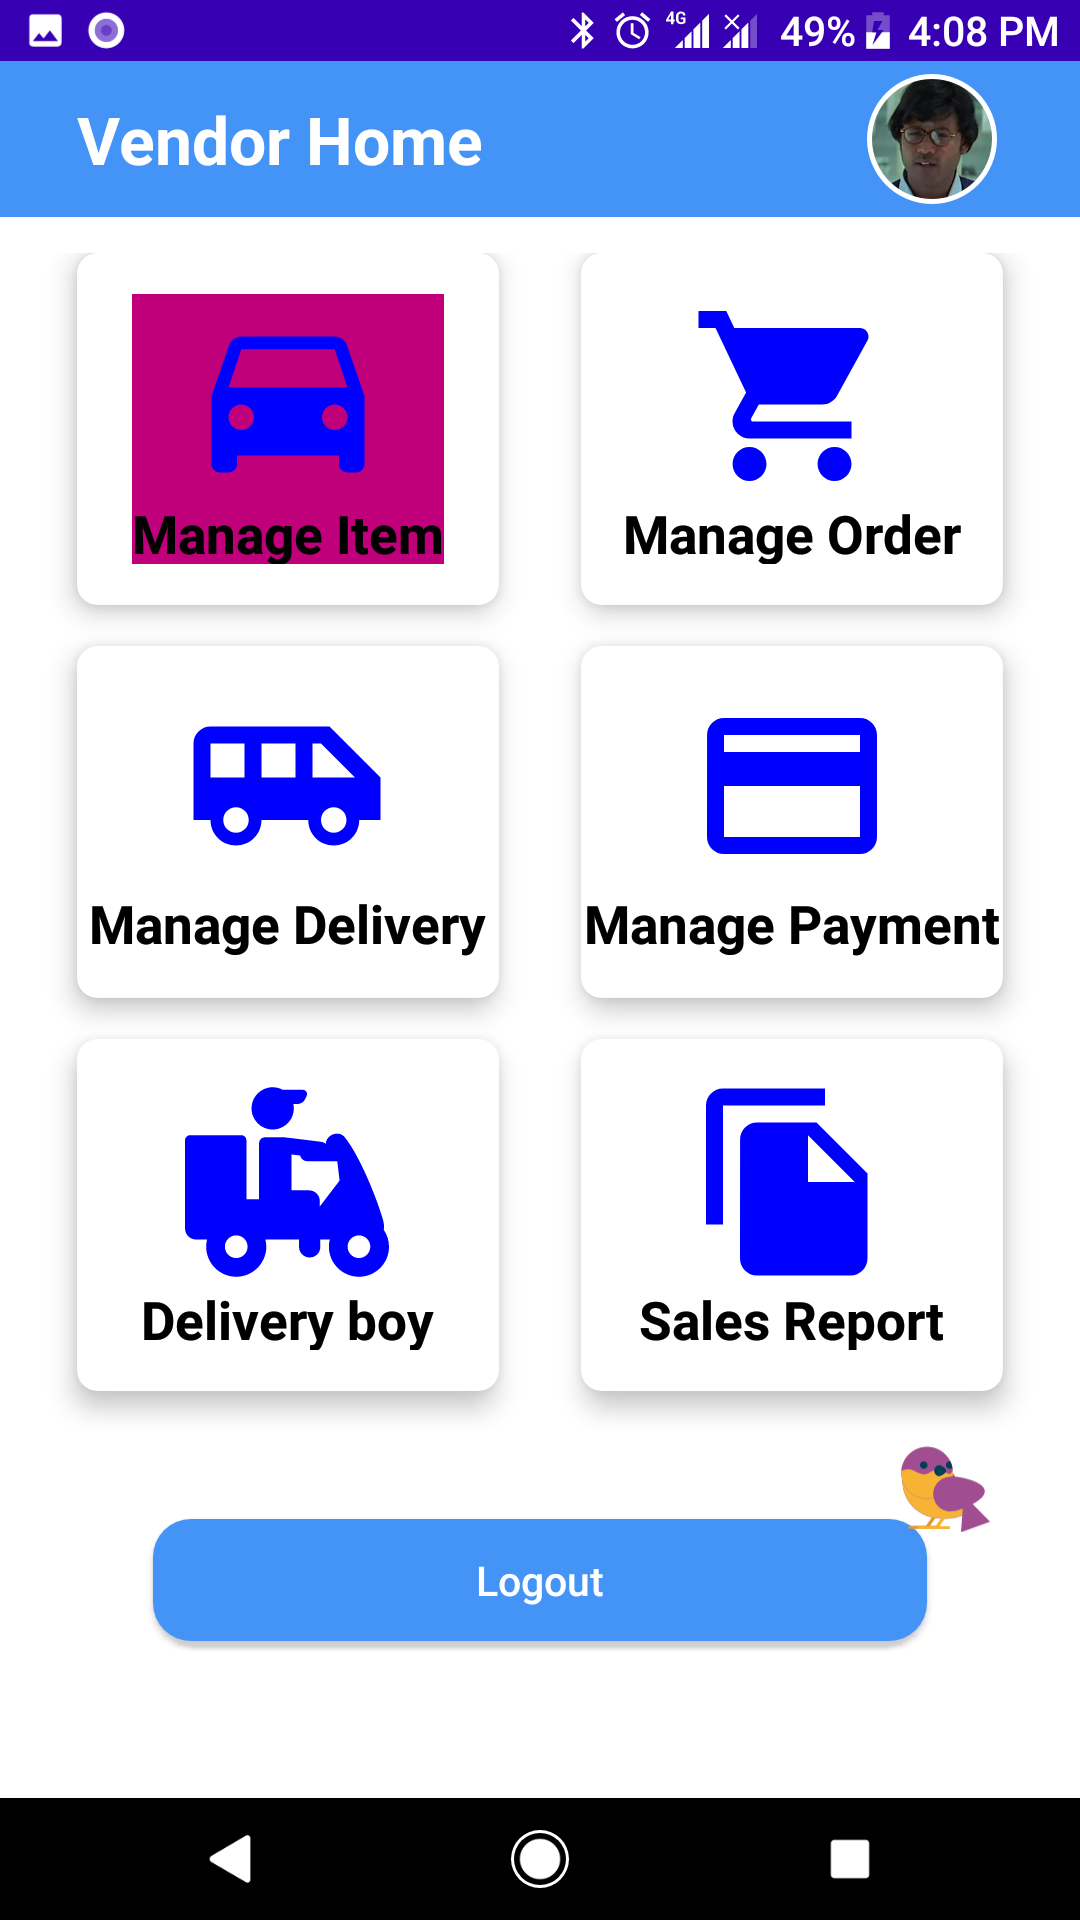 4G 49% 4:08 PM
Vendor Home
Manage Item
Manage Order
Manage Delivery
Manage Payment
Delivery boy
Sales Report
Logout